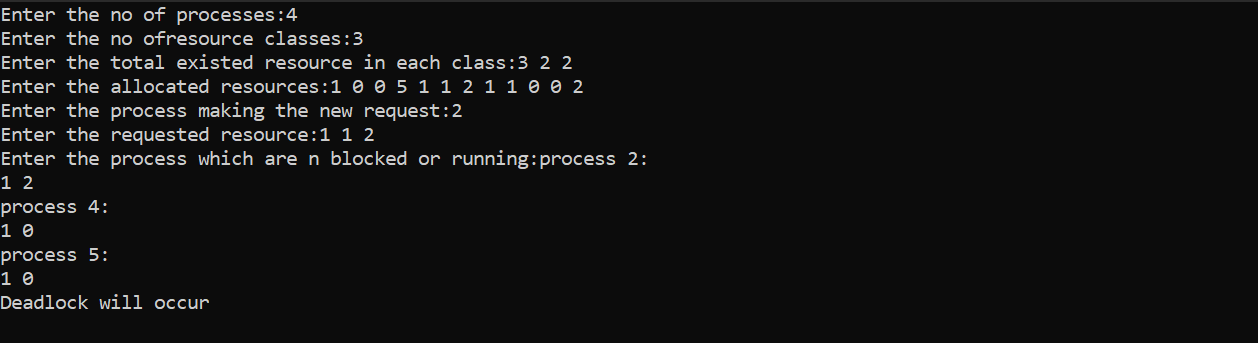 Enter the no of processes:4
Enter the no ofresource classes:3
Enter the total existed resource in each class:3 2 2
Enter the allocated resources:1 0 0 5 1 1 2 1 1 0 0 2
Enter the process making the new request:2
Enter the requested resource:1 1 2
Enter the process which are n blocked or running:process 2:
1 2
process 4:
1 0
process 5:
1 0
Deadlock will occur